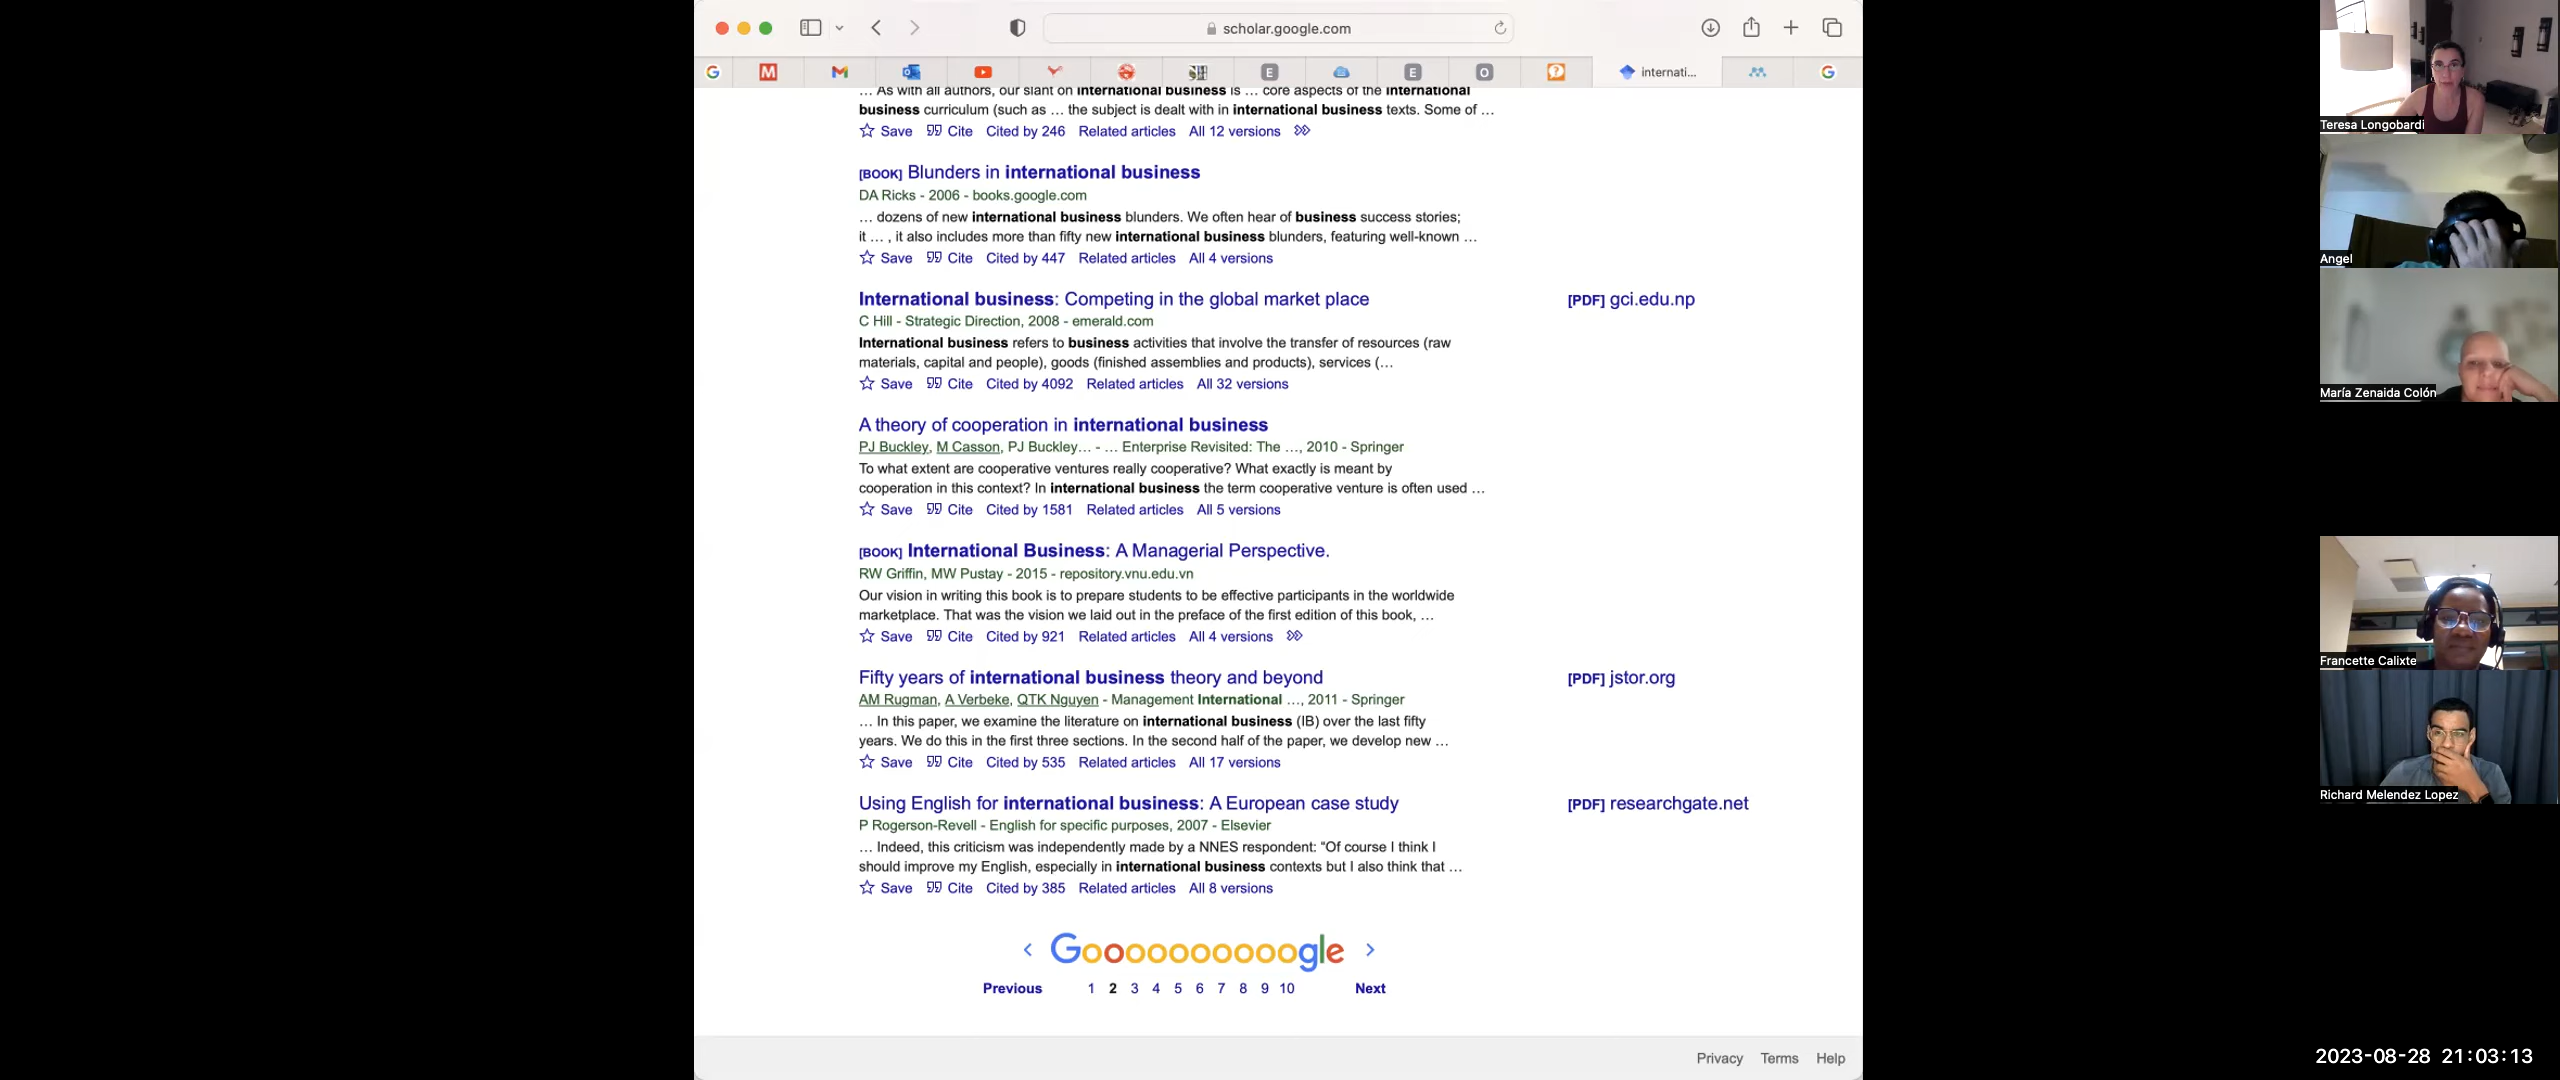 scholar.google.com
internati...
… As with all authors, our slant on international business is … core aspects of the international
business curriculum (such as … the subject is dealt with in international business texts. Some of …
Save Cite Cited by 246 Related articles All 12 versions
[BOOK] Blunders in international business
DA Ricks - 2006 - books.google.com
… dozens of new international business blunders. We often hear of business success stories;
it … , it also includes more than fifty new international business blunders, featuring well-known …
Save Cite Cited by 447 Related articles All 4 versions
International business: Competing in the global market place
[PDF] gci.edu.np
C Hill - Strategic Direction, 2008 - emerald.com
International business refers to business activities that involve the transfer of resources (raw
materials, capital and people), goods (finished assemblies and products), services (…
Save Cite Cited by 4092 Related articles All 32 versions
A theory of cooperation in international business
PJ Buckley, M Casson, PJ Buckley… - … Enterprise Revisited: The …, 2010 - Springer
To what extent are cooperative ventures really cooperative? What exactly is meant by
cooperation in this context? In international business the term cooperative venture is often used …
Save Cite Cited by 1581 Related articles All 5 versions
[BOOK] International Business: A Managerial Perspective.
RW Griffin, MW Pustay - 2015 - repository.vnu.edu.vn
Our vision in writing this book is to prepare students to be effective participants in the worldwide
marketplace. That was the vision we laid out in the preface of the first edition of this book, …
Save Cite Cited by 921 Related articles All 4 versions
Fifty years of international business theory and beyond
[PDF] jstor.org
AM Rugman, A Verbeke, QTK Nguyen - Management International …, 2011 - Springer
… In this paper, we examine the literature on international business (IB) over the last fifty
years. We do this in the first three sections. In the second half of the paper, we develop new …
Save Cite Cited by 535 Related articles All 17 versions
Using English for international business: A European case study
[PDF] researchgate.net
P Rogerson-Revell - English for specific purposes, 2007 - Elsevier
… Indeed, this criticism was independently made by a NNES respondent: “Of course I think I
should improve my English, especially in international business contexts but I also think that …
Save Cite Cited by 385 Related articles All 8 versions
Goooooooooogle
Previous 1 2 3 4 5 6 7 8 9 10 Next
Privacy Terms Help
Teresa Longobardi
Angel
María Zenaida Colón
Francette Calixte
Richard Melendez Lopez
2023-08-28 21:03:13